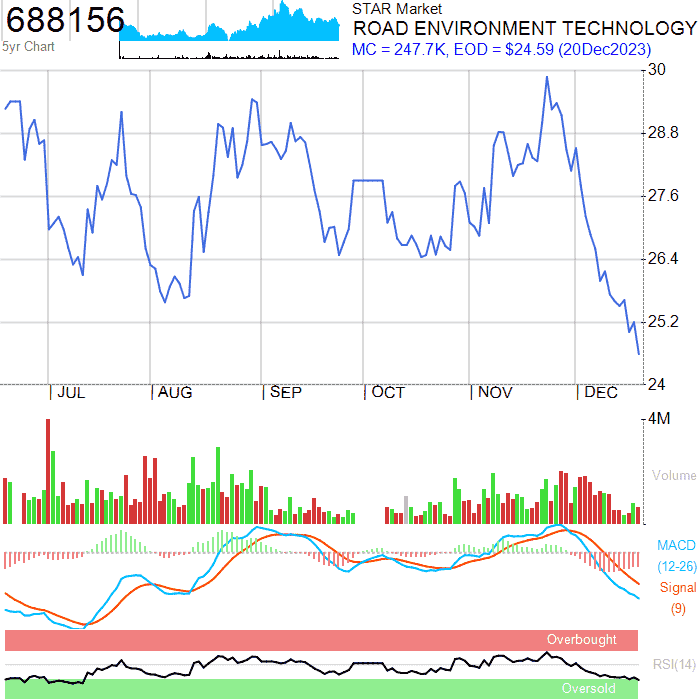 688156
5yr Chart
STAR Market
ROAD ENVIRONMENT TECHNOLOGY
MC = 247.7K, EOD = $24.59 (20Dec2023)
30
28.8
27.6
26.4
25.2
24
JUL AUG SEP OCT NOV DEC
4M
Volume
MACD
(12-26)
Signal
(9)
Overbought
RSI(14)
Oversold